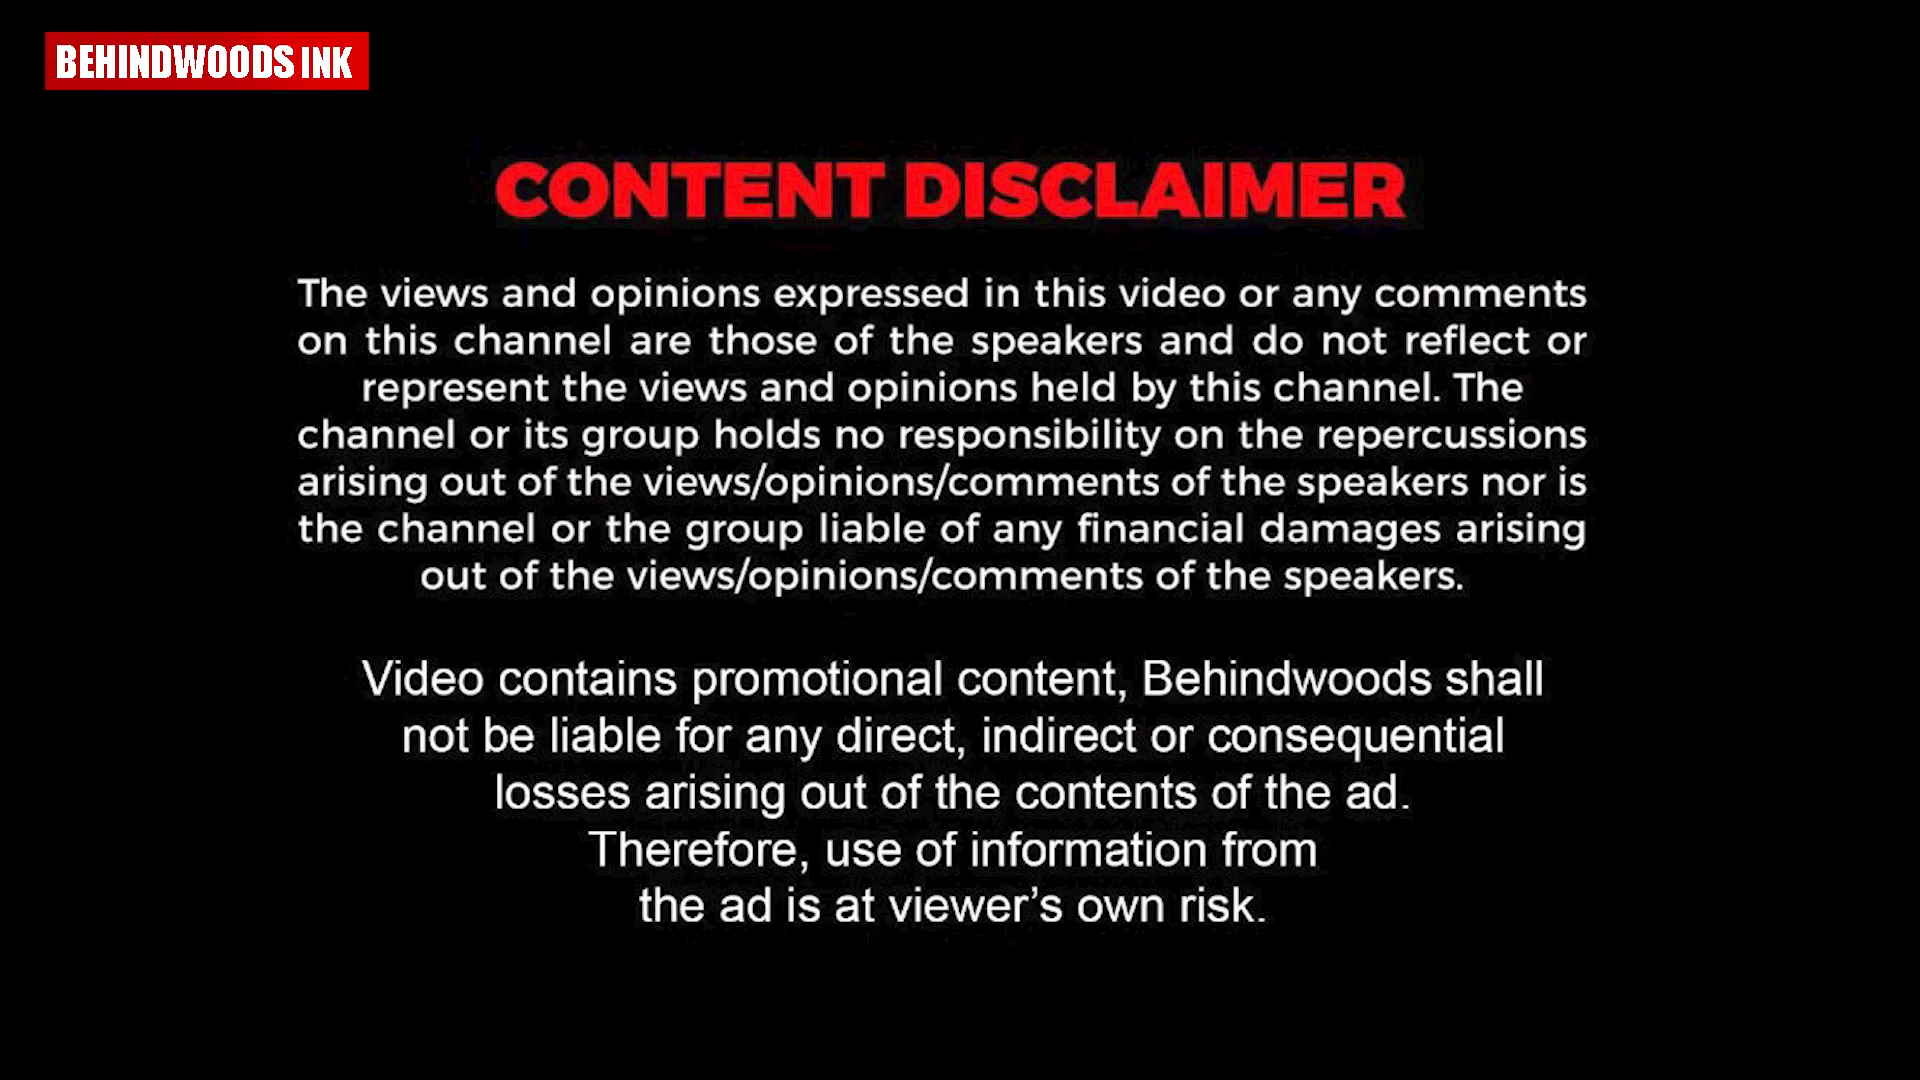 BEHINDWOODS INK
CONTENT DISCLAIMER
The views and opinions expressed in this video or any comments
on this channel are those of the speakers and do not reflect or
represent the views and opinions held by this channel. The
channel or its group holds no responsibility on the repercussions
arising out of the views/opinions/comments of the speakers nor is
the channel or the group liable of any financial damages arising
out of the views/opinions/comments of the speakers.
Video contains promotional content, Behindwoods shall
not be liable for any direct, indirect or consequential
losses arising out of the contents of the ad.
Therefore, use of information from
the ad is at viewer’s own risk.